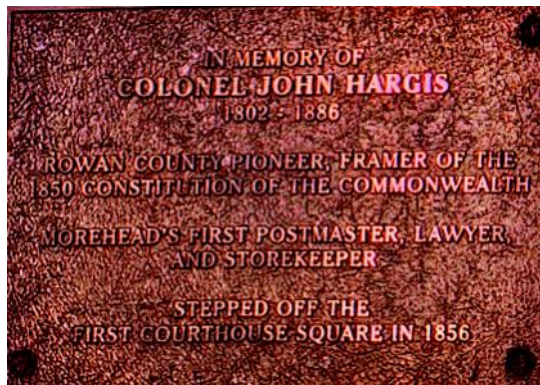 IN MEMORY OF
COLONEL JOHN HARGIS
1802 - 1886
ROWAN COUNTY PIONEER, FRAMER OF THE
1850 CONSTITUTION OF THE COMMONWEALTH
MOREHEAD'S FIRST POSTMASTER, LAWYER,
AND STOREKEEPER
STEPPED OFF THE
FIRST COURTHOUSE SQUARE IN 1856